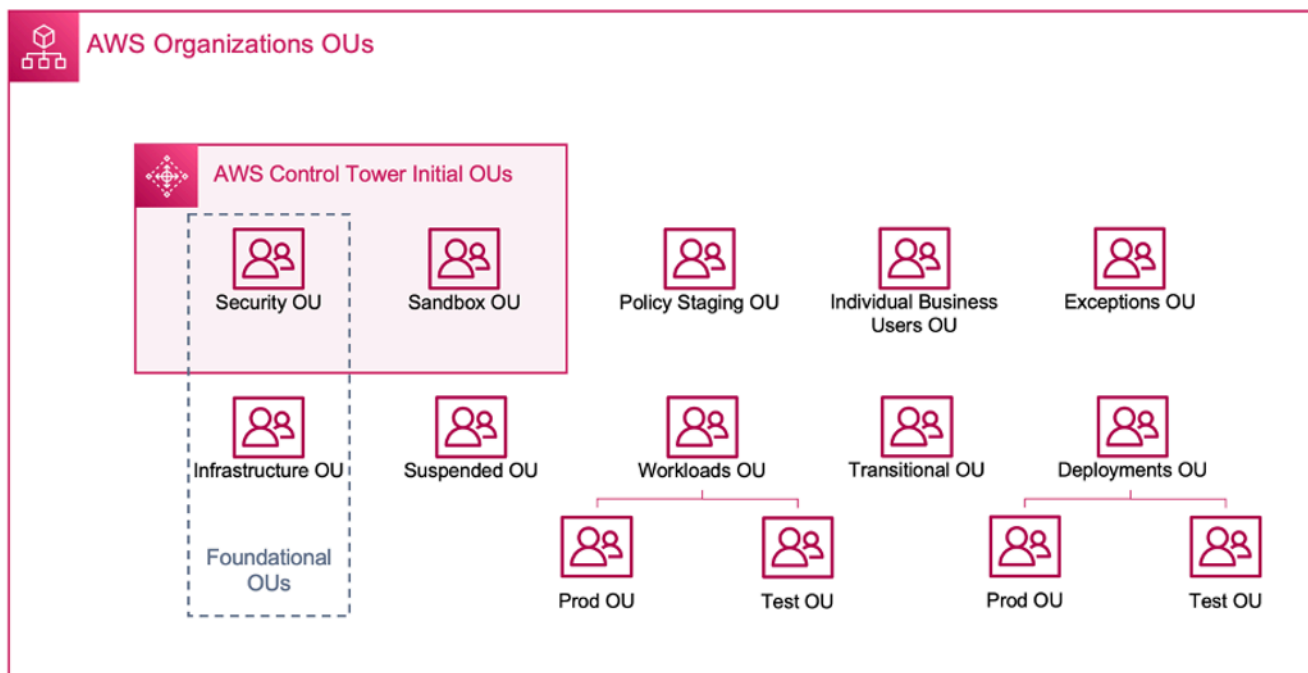 AWS Organizations OUs
AWS Control Tower Initial OUs
Security OU
Sandbox OU
Policy Staging OU
Individual Business
Users OU
Exceptions OU
Infrastructure OU
Suspended OU
Workloads OU
Transitional OU
Deployments OU
Foundational
OUs
Prod OU
Test OU
Prod OU
Test OU